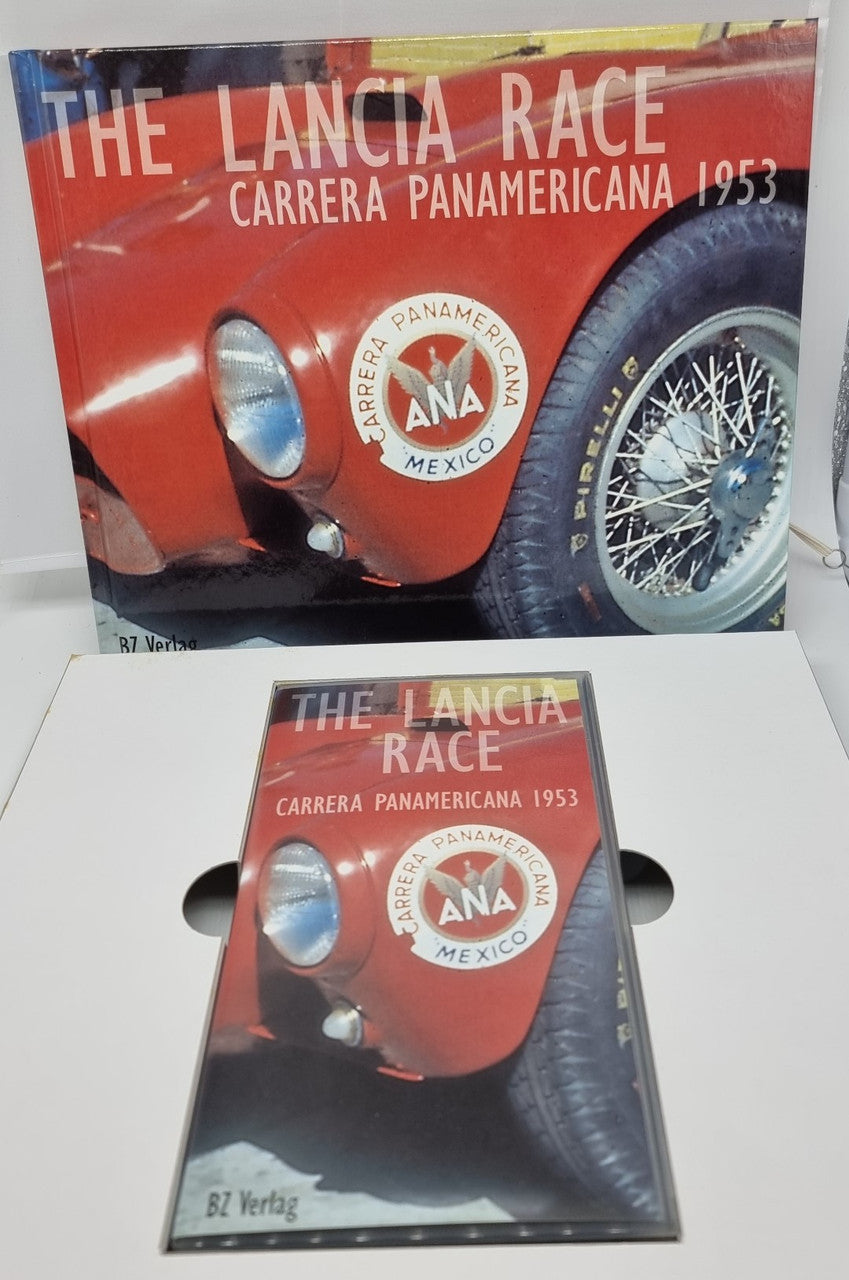 THE LANCIA RACE
CARRERA PANAMERICANA 1953
CARRERA PANAMERICANA
ANA
"MEXICO"
PIRELLI
BZ Verlag
THE LANCIA
RACE
CARRERA PANAMERICANA 1953
CARRERA PANAMERICANA
ANA
"MEXICO"
BZ Verlag